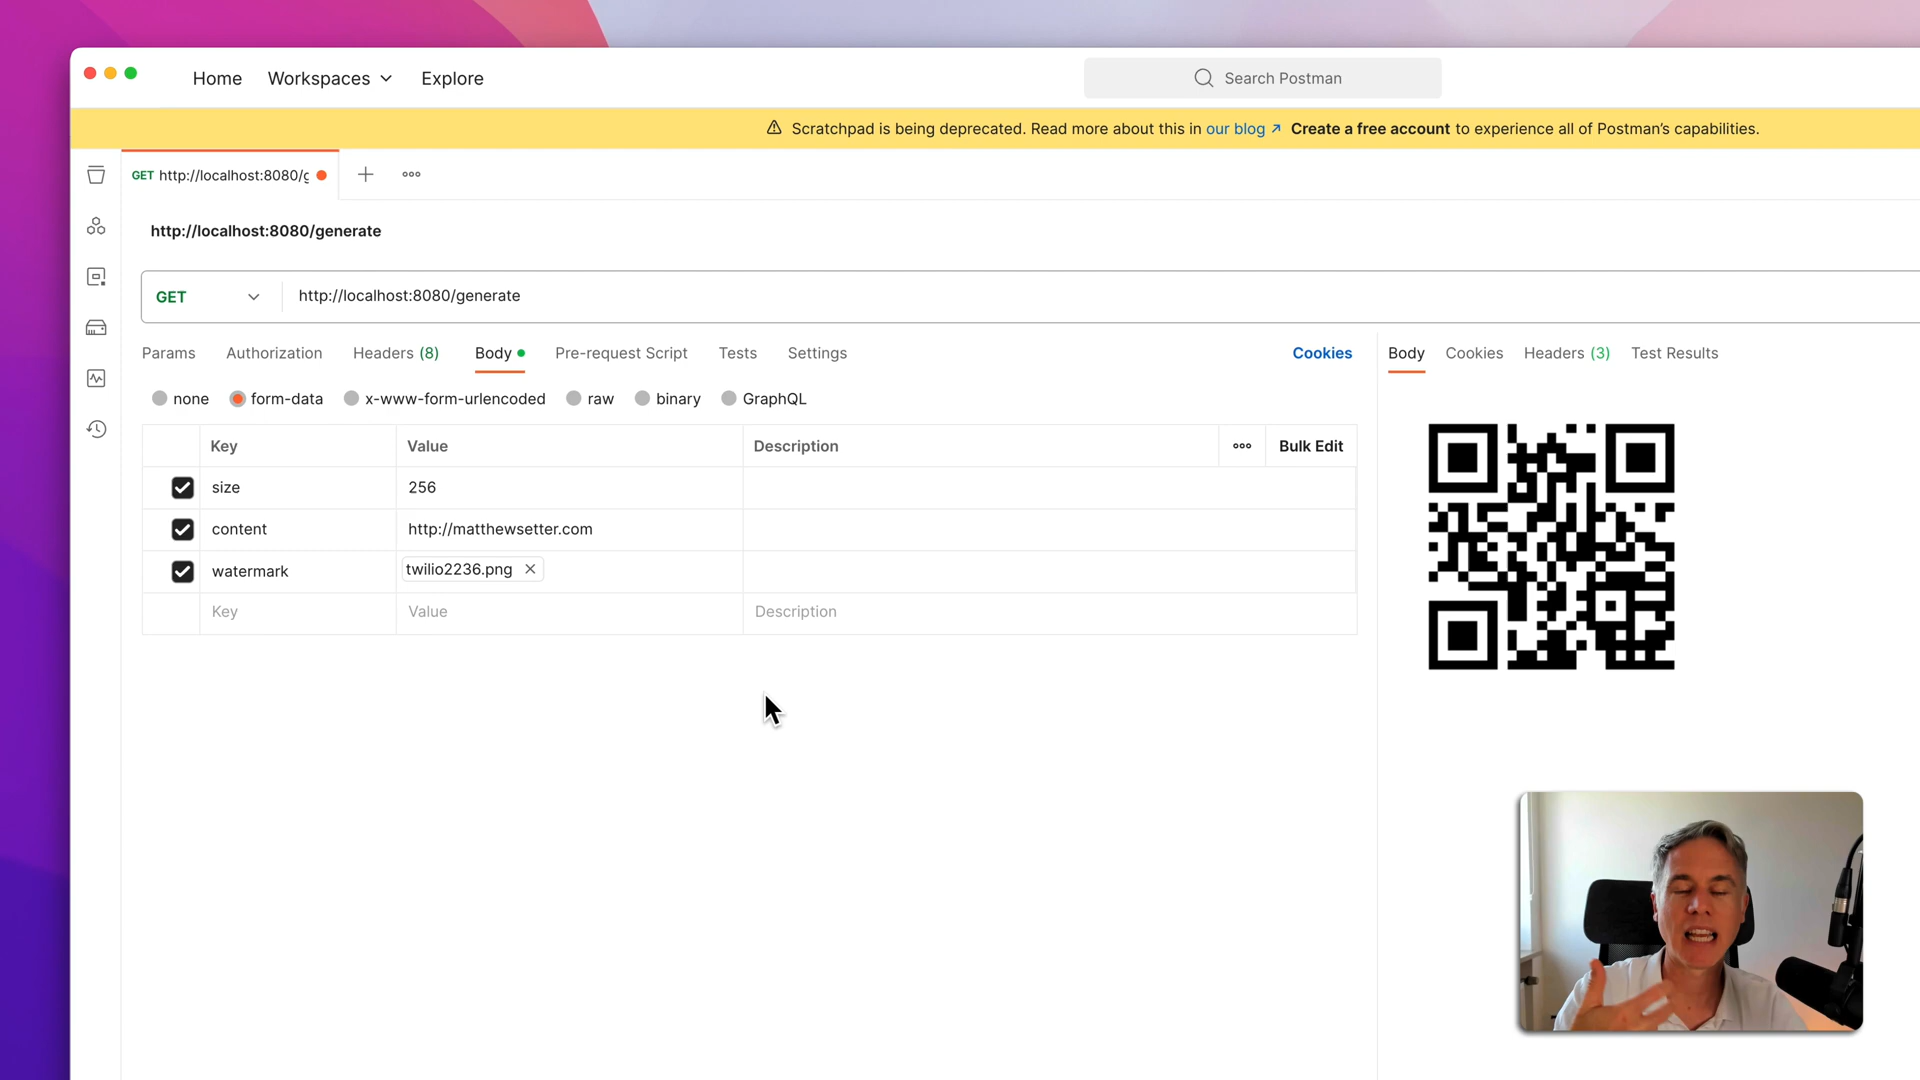 Home Workspaces Explore Search Postman
Scratchpad is being deprecated. Read more about this in our blog ↗ Create a free account to experience all of Postman's capabilities.
GET http://localhost:8080/g
http://localhost:8080/generate
GET http://localhost:8080/generate
Params Authorization Headers (8) Body Pre-request Script Tests Settings Cookies
Body Cookies Headers (3) Test Results
none form-data x-www-form-urlencoded raw binary GraphQL
Key Value Description Bulk Edit
size 256
content http://matthewsetter.com
watermark twilio2236.png
Key Value Description